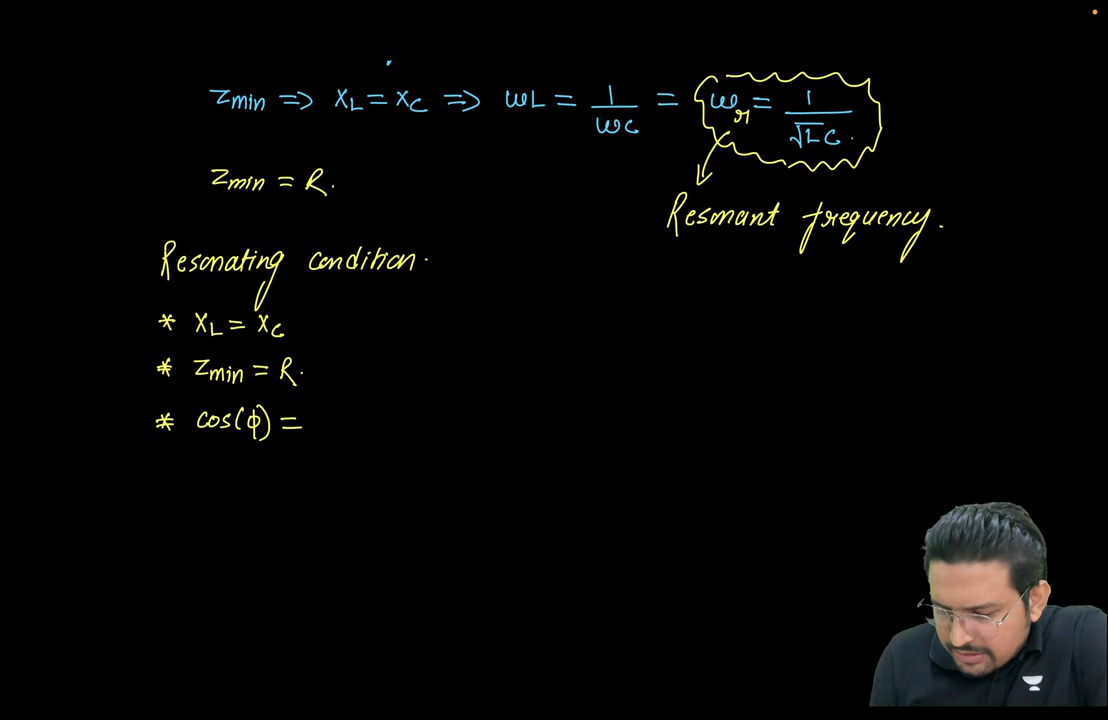 Zmin => XL = XC => ωL = 1/ωC = ωr = 1/√LC.
Zmin = R.
Resonant frequency.
Resonating condition.
* XL = XC
* Zmin = R.
* cos(φ) =